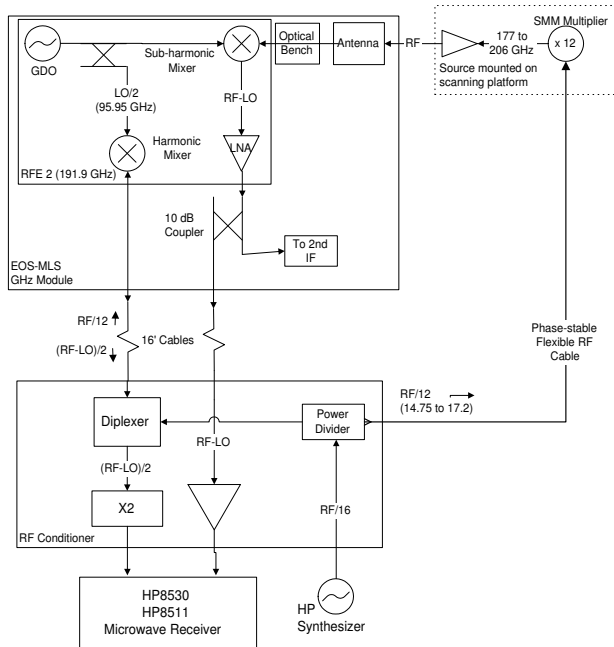 SMM Multiplier
177 to
206 GHz
x 12
Source mounted on
scanning platform
RF
Antenna
Optical
Bench
Sub-harmonic
Mixer
GDO
LO/2
(95.95 GHz)
RF-LO
Harmonic
Mixer
LNA
RFE 2 (191.9 GHz)
10 dB
Coupler
To 2nd
IF
EOS-MLS
GHz Module
RF/12
(RF-LO)/2
16' Cables
Phase-stable
Flexible RF
Cable
RF/12
(14.75 to 17.2)
Diplexer
Power
Divider
RF-LO
(RF-LO)/2
X2
RF/16
RF Conditioner
HP8530
HP8511
Microwave Receiver
HP
Synthesizer